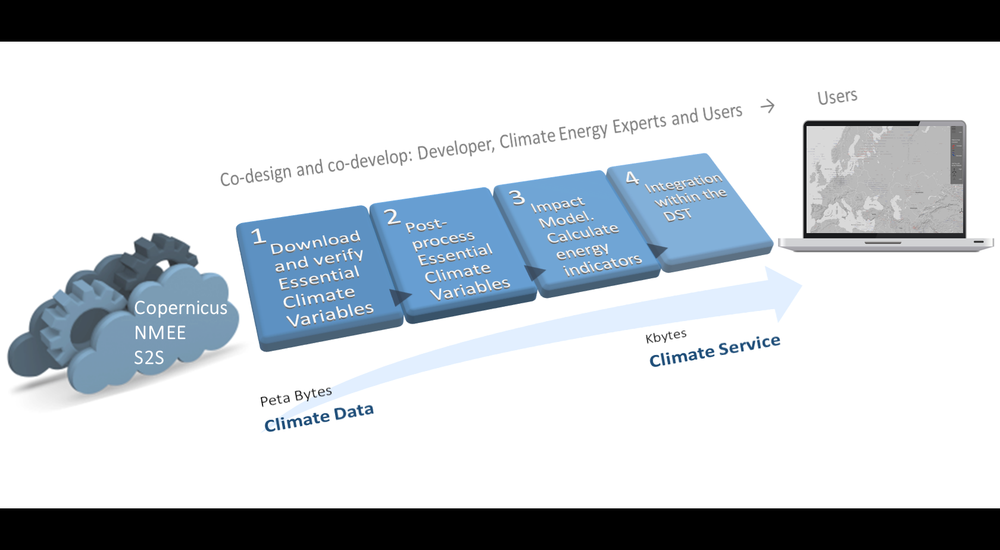 Users
Co-design and co-develop: Developer, Climate Energy Experts and Users →
1
Download
and verify
Essential
Climate
Variables
2
Post-
process
Essential
Climate
Variables
3
Impact
Model.
Calculate
energy
indicators
4
Integration
within the
DST
Copernicus
NMEE
S2S
Kbytes
Climate Service
Peta Bytes
Climate Data